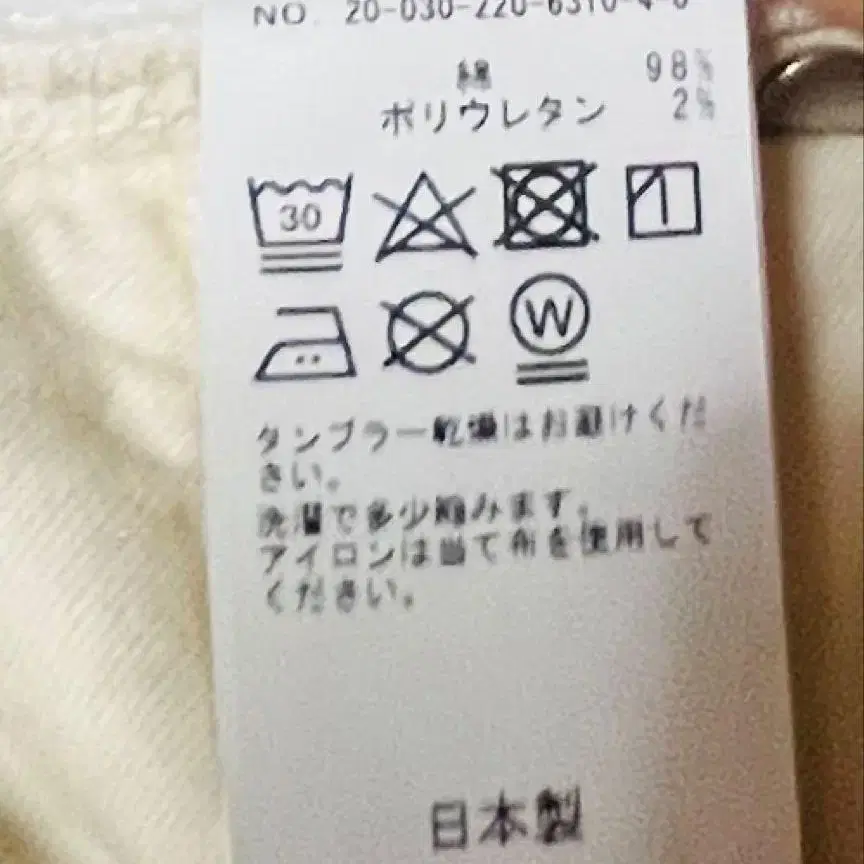 NO. 20-030-220-6310-4-0
綿 98%
ポリウレタン 2%
30
W
タンブラー乾燥はお避けくだ
さい。
洗濯で多少縮みます。
アイロンは当て布を使用して
ください。
日本製